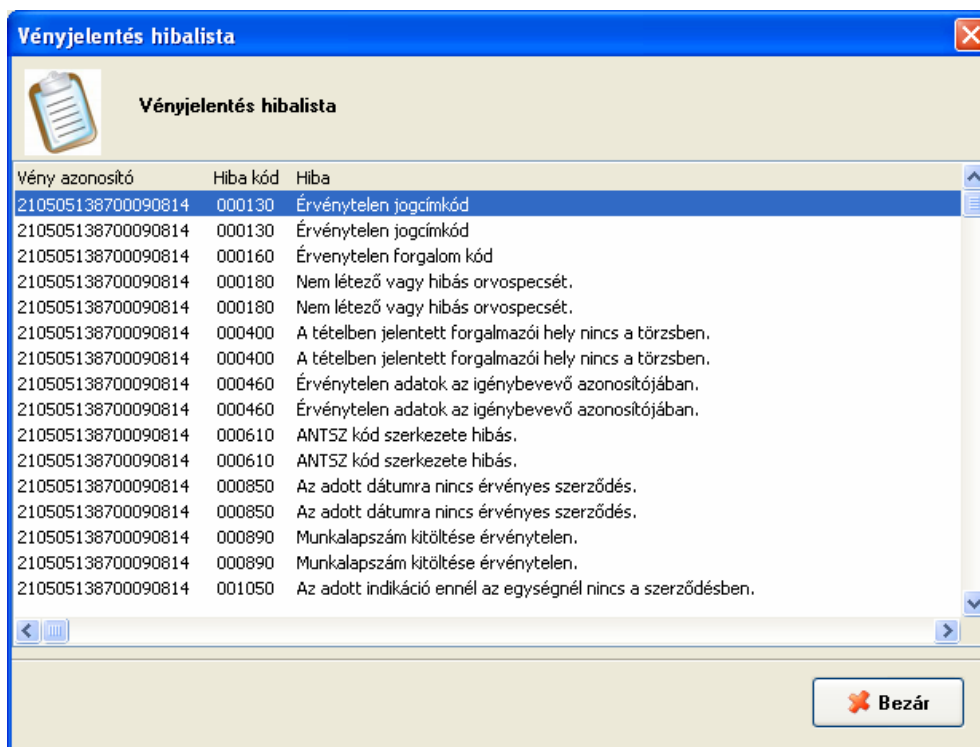 Vényjelentés hibalista
Vényjelentés hibalista
Vény azonosító Hiba kód Hiba
210505138700090814 000130 Érvénytelen jogcímkód
210505138700090814 000130 Érvénytelen jogcímkód
210505138700090814 000160 Érvenytelen forgalom kód
210505138700090814 000180 Nem létező vagy hibás orvospecsét.
210505138700090814 000180 Nem létező vagy hibás orvospecsét.
210505138700090814 000400 A tételben jelentett forgalmazói hely nincs a törzsben.
210505138700090814 000400 A tételben jelentett forgalmazói hely nincs a törzsben.
210505138700090814 000460 Érvénytelen adatok az igénybevevő azonosítójában.
210505138700090814 000460 Érvénytelen adatok az igénybevevő azonosítójában.
210505138700090814 000610 ANTSZ kód szerkezete hibás.
210505138700090814 000610 ANTSZ kód szerkezete hibás.
210505138700090814 000850 Az adott dátumra nincs érvényes szerződés.
210505138700090814 000850 Az adott dátumra nincs érvényes szerződés.
210505138700090814 000890 Munkalapszám kitöltése érvénytelen.
210505138700090814 000890 Munkalapszám kitöltése érvénytelen.
210505138700090814 001050 Az adott indikáció ennél az egységnél nincs a szerződésben.
Bezár